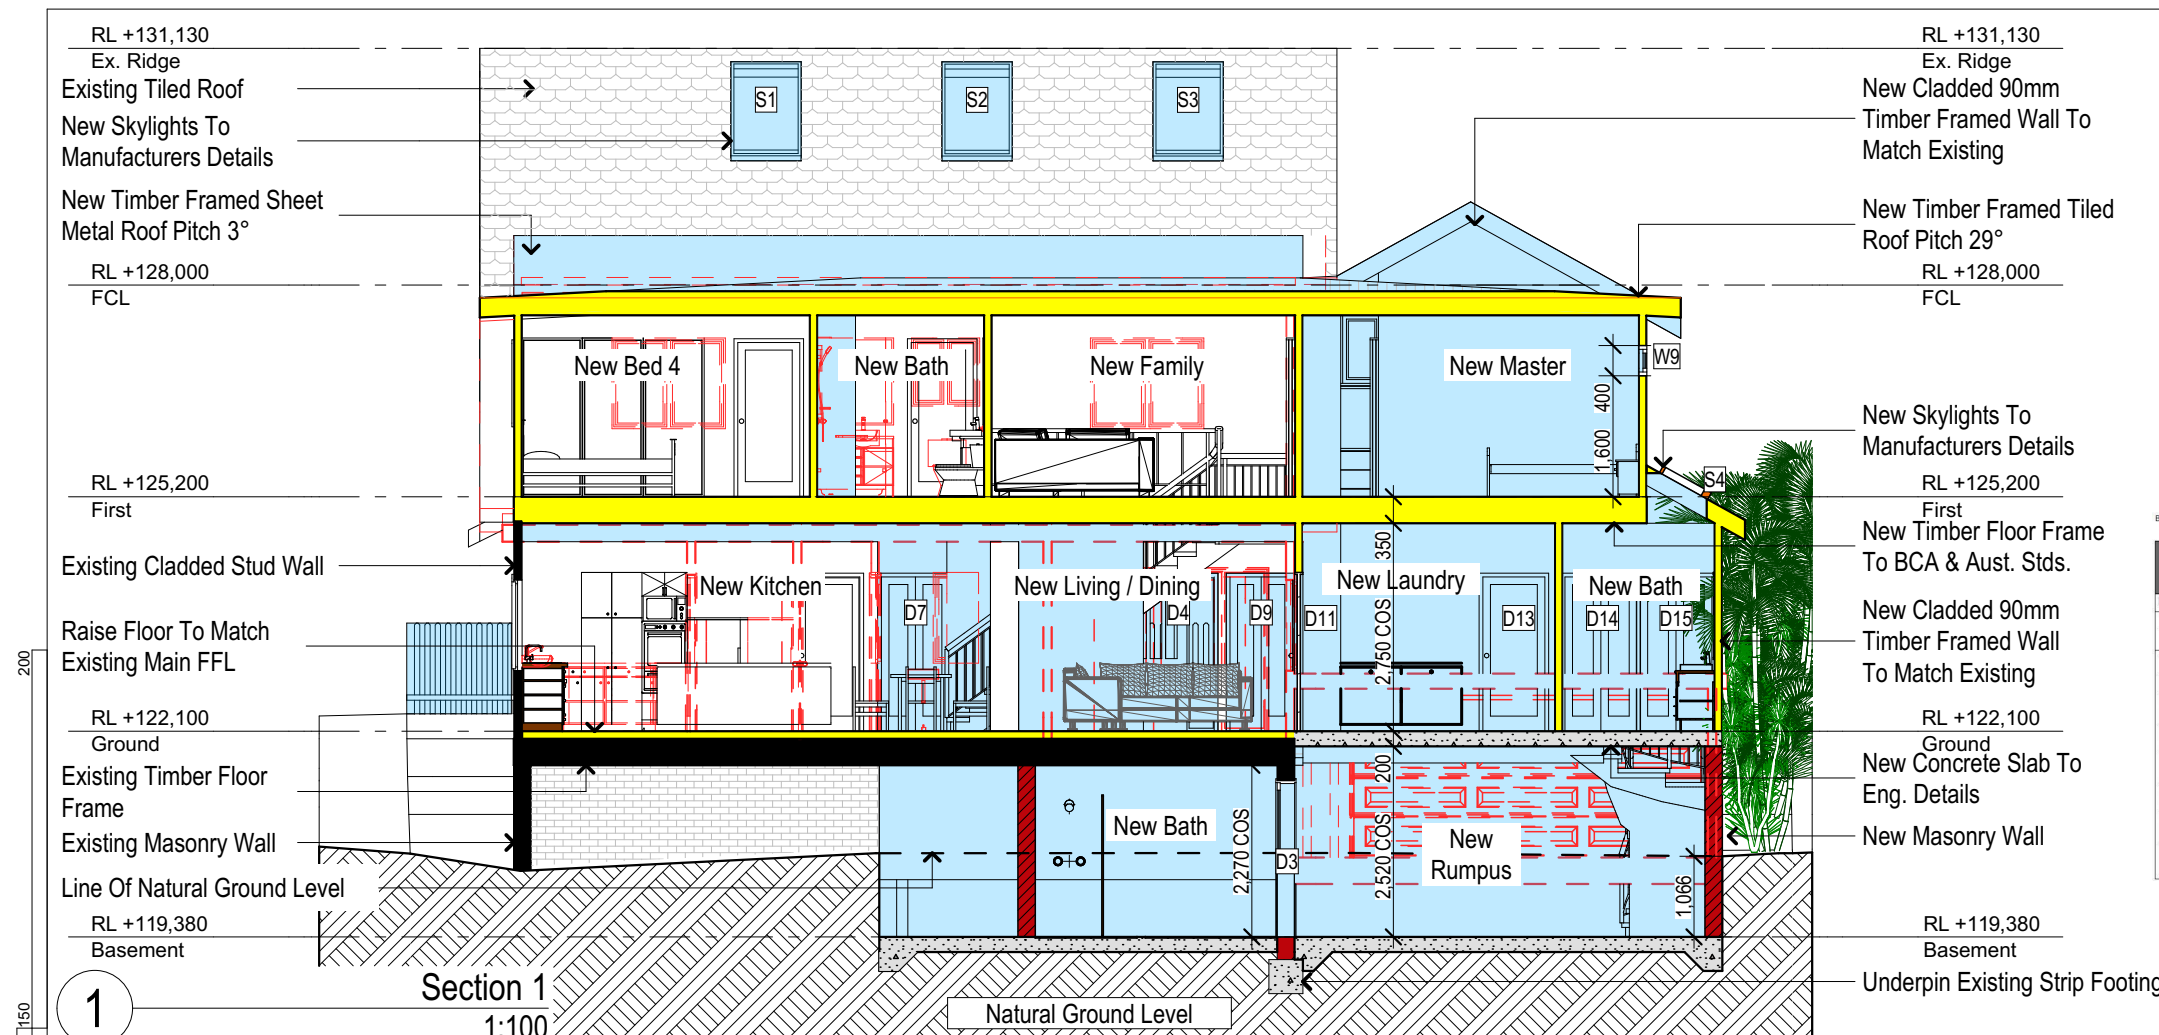 RL +131,130
Ex. Ridge
Existing Tiled Roof
New Skylights To
Manufacturers Details
New Timber Framed Sheet
Metal Roof Pitch 3°
RL +128,000
FCL
RL +125,200
First
Existing Cladded Stud Wall
Raise Floor To Match
Existing Main FFL
RL +122,100
Ground
Existing Timber Floor
Frame
Existing Masonry Wall
Line Of Natural Ground Level
RL +119,380
Basement
200
150
1
Section 1
1:100
S1
S2
S3
New Bed 4
New Bath
New Family
New Master
W9
400
1,600
S4
New Kitchen
D7
New Living / Dining
D4
D9
D11
New Laundry
D13
New Bath
D14
D15
350
2,750 COS
200
2,520 COS
New Bath
2,270 COS
D3
New
Rumpus
1,066
Natural Ground Level
RL +131,130
Ex. Ridge
New Cladded 90mm
Timber Framed Wall To
Match Existing
New Timber Framed Tiled
Roof Pitch 29°
RL +128,000
FCL
New Skylights To
Manufacturers Details
RL +125,200
First
New Timber Floor Frame
To BCA & Aust. Stds.
New Cladded 90mm
Timber Framed Wall
To Match Existing
RL +122,100
Ground
New Concrete Slab To
Eng. Details
New Masonry Wall
RL +119,380
Basement
Underpin Existing Strip Footing